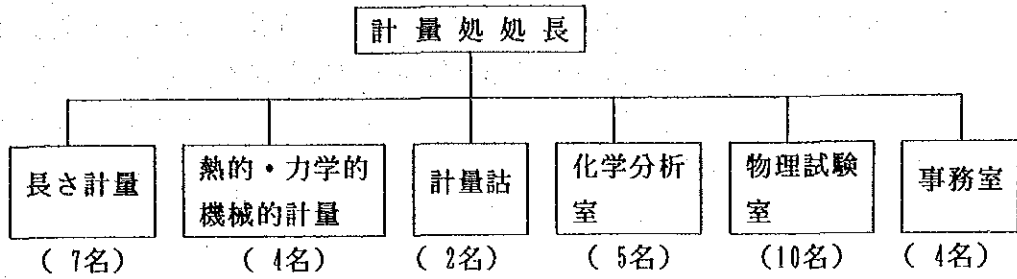 計量処処長
長さ計量
熱的・力学的
機械的計量
計量詁
化学分析
室
物理試験
室
事務室
(7名)
(4名)
(2名)
(5名)
(10名)
(4名)